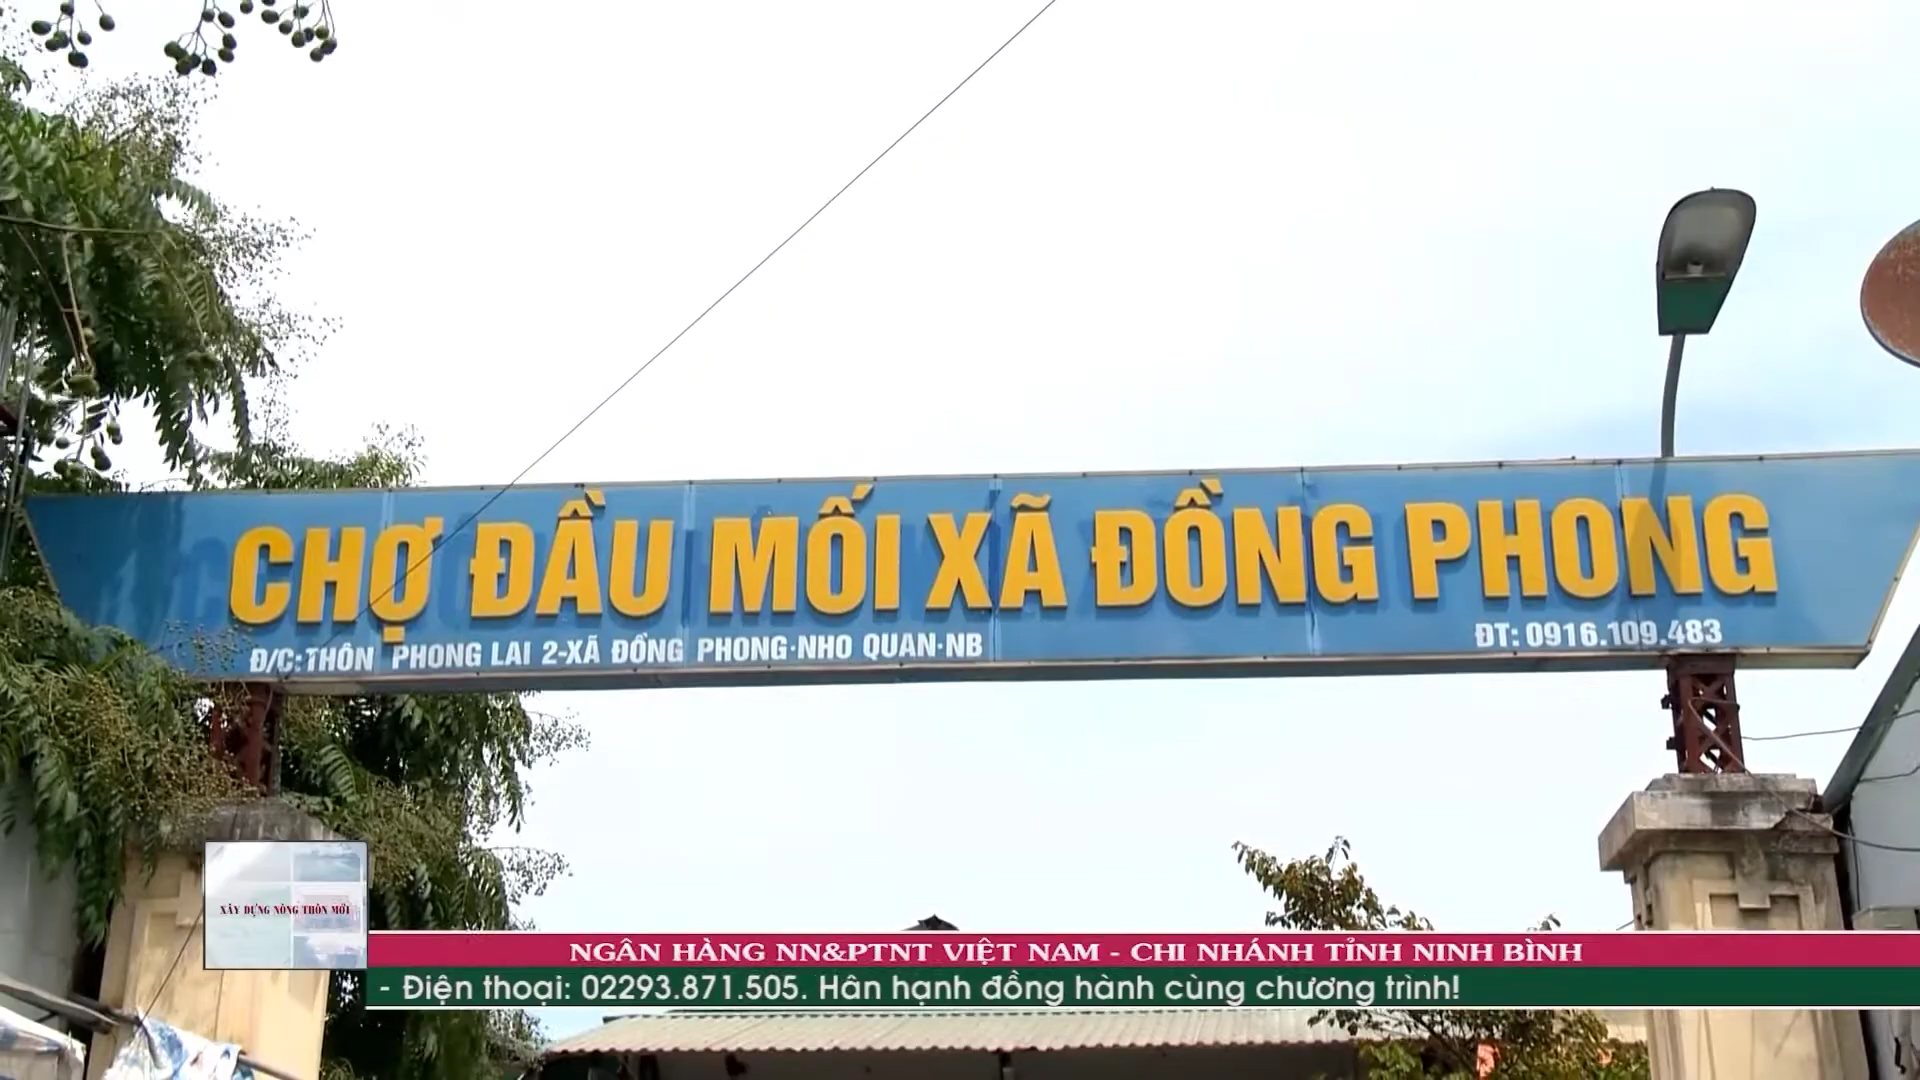 CHỢ ĐẦU MỐI XÃ ĐỒNG PHONG
Đ/C: THÔN PHONG LAI 2-XÃ ĐỒNG PHONG-NHO QUAN-NB
ĐT: 0916.109.483
XÂY DỰNG NÔNG THÔN MỚI
NGÂN HÀNG NN&PTNT VIỆT NAM - CHI NHÁNH TỈNH NINH BÌNH
- Điện thoại: 02293.871.505. Hân hạnh đồng hành cùng chương trình!